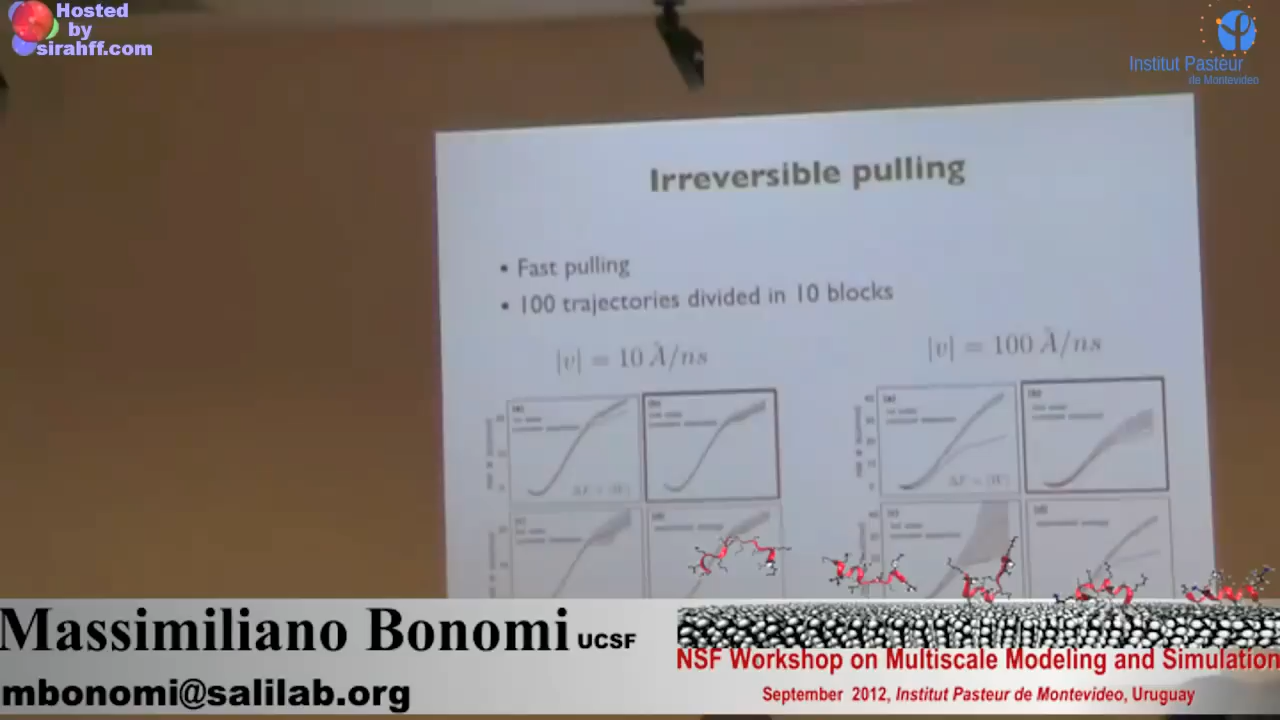 Hosted
by
sirahff.com
Institut Pasteur
de Montevideo
Irreversible pulling
• Fast pulling
• 100 trajectories divided in 10 blocks
|v| = 10 Å/ns
|v| = 100 Å/ns
Massimiliano Bonomi UCSF
mbonomi@salilab.org
NSF Workshop on Multiscale Modeling and Simulation
September 2012, Institut Pasteur de Montevideo, Uruguay